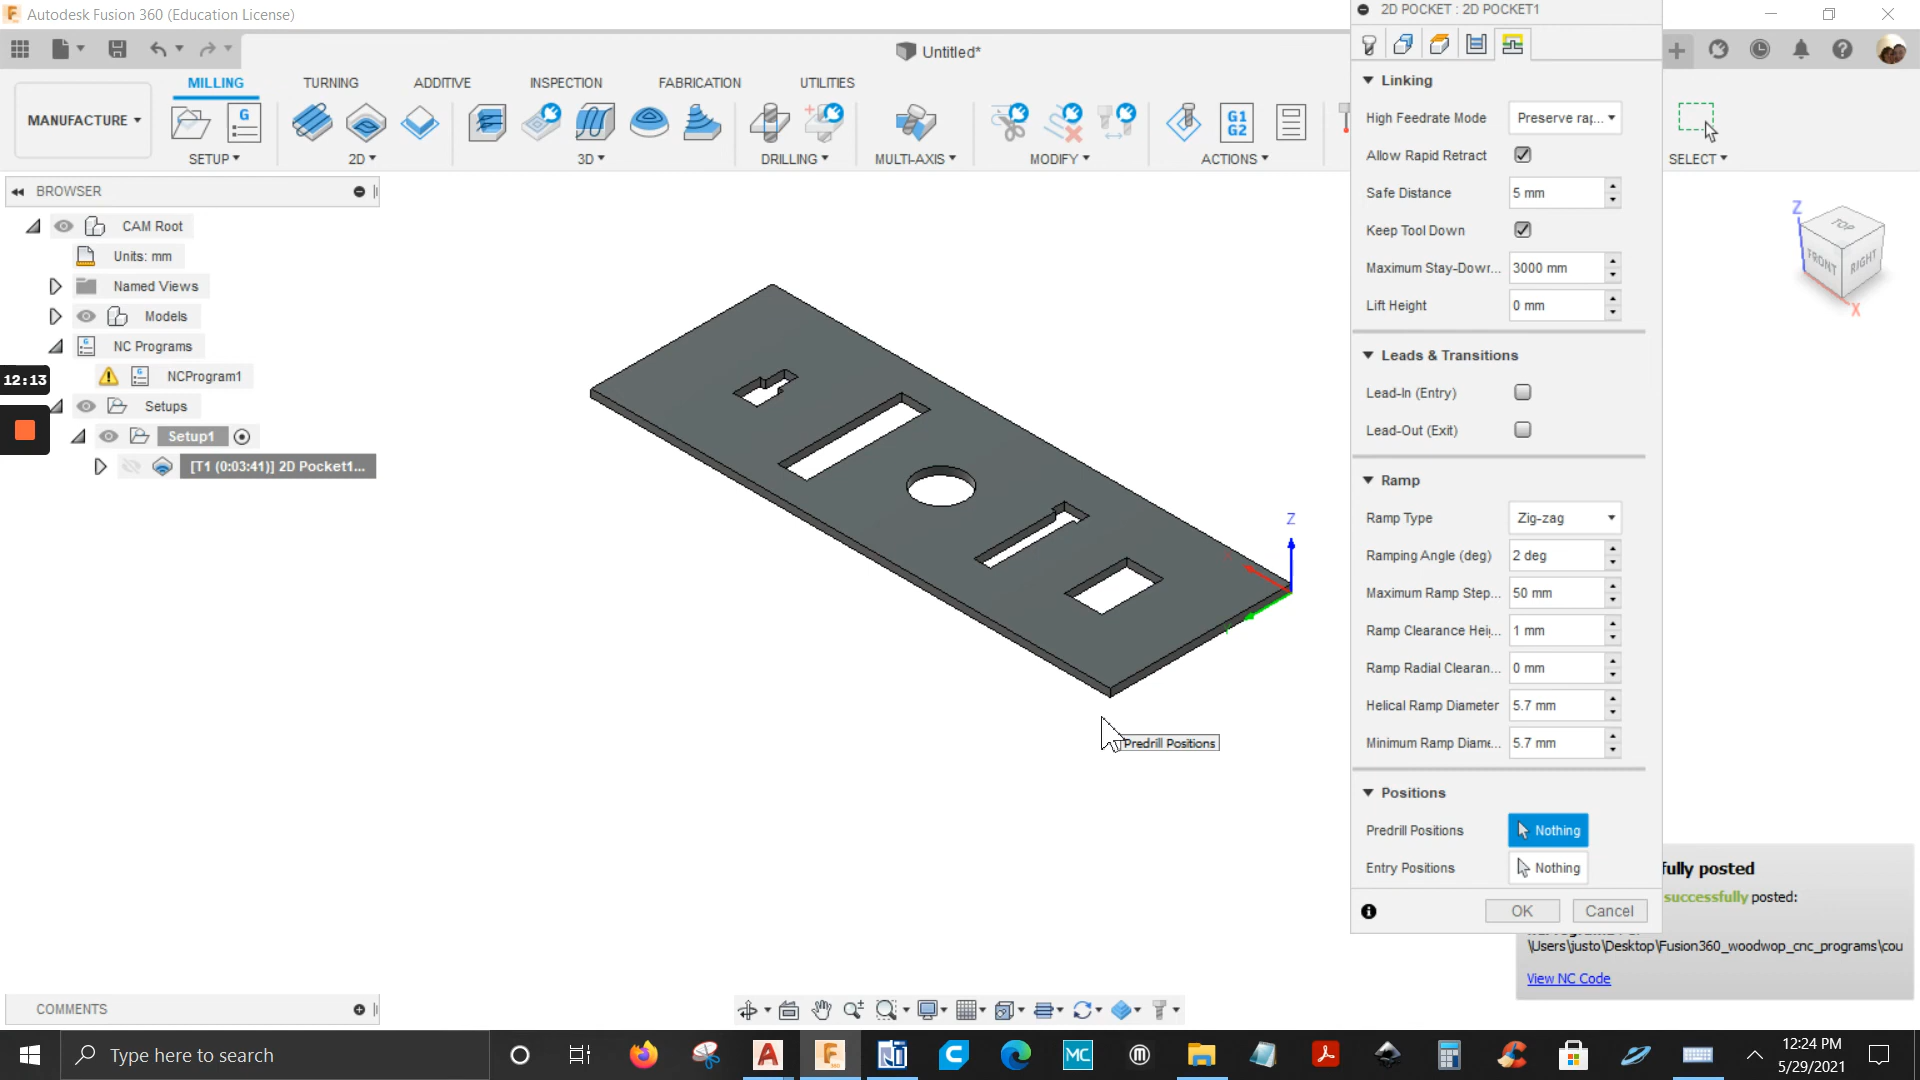 Autodesk Fusion 360 (Education License)
2D POCKET : 2D POCKET1
Untitled*
MANUFACTURE
MILLING
TURNING
ADDITIVE
INSPECTION
FABRICATION
UTILITIES
SETUP
2D
3D
DRILLING
MULTI-AXIS
MODIFY
ACTIONS
SELECT
G
G1
G2
BROWSER
CAM Root
Units: mm
Named Views
Models
NC Programs
NCProgram1
Setups
Setup1
[T1 (0:03:41)] 2D Pocket1...
12:13
Z
Predrill Positions
Z
TOP
FRONT
RIGHT
X
Linking
High Feedrate Mode
Preserve rap...
Allow Rapid Retract
Safe Distance
5 mm
Keep Tool Down
Maximum Stay-Down...
3000 mm
Lift Height
0 mm
Leads & Transitions
Lead-In (Entry)
Lead-Out (Exit)
Ramp
Ramp Type
Zig-zag
Ramping Angle (deg)
2 deg
Maximum Ramp Step...
50 mm
Ramp Clearance Hei...
1 mm
Ramp Radial Clearan...
0 mm
Helical Ramp Diameter
5.7 mm
Minimum Ramp Diame...
5.7 mm
Positions
Predrill Positions
Nothing
Entry Positions
Nothing
OK
Cancel
fully posted
successfully posted:
\Users\justo\Desktop\Fusion360_woodwop_cnc_programs\cou
View NC Code
COMMENTS
Type here to search
MC
12:24 PM
5/29/2021